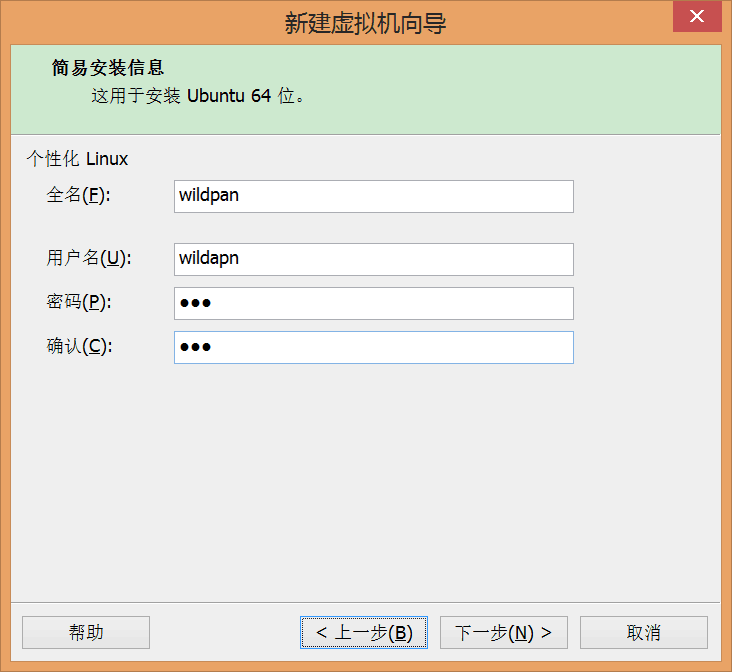 新建虚拟机向导
简易安装信息
这用于安装 Ubuntu 64 位。
个性化 Linux
全名(F): wildpan
用户名(U): wildapn
密码(P): ●●●
确认(C): ●●●
帮助 < 上一步(B) 下一步(N) > 取消